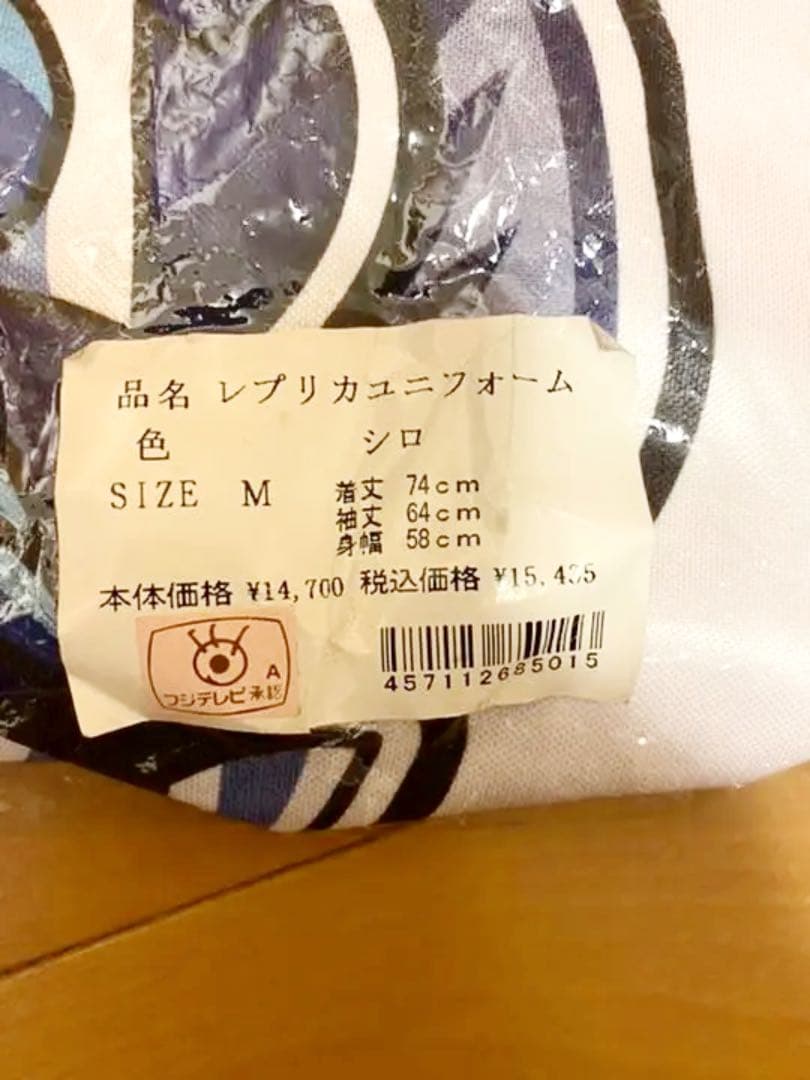 品名 レプリカユニフォーム
色 シロ
SIZE M 着丈 74cm
袖丈 64cm
身幅 58cm
本体価格 ¥14,700 税込価格 ¥15,435
A
フジテレビ承認
457112685015